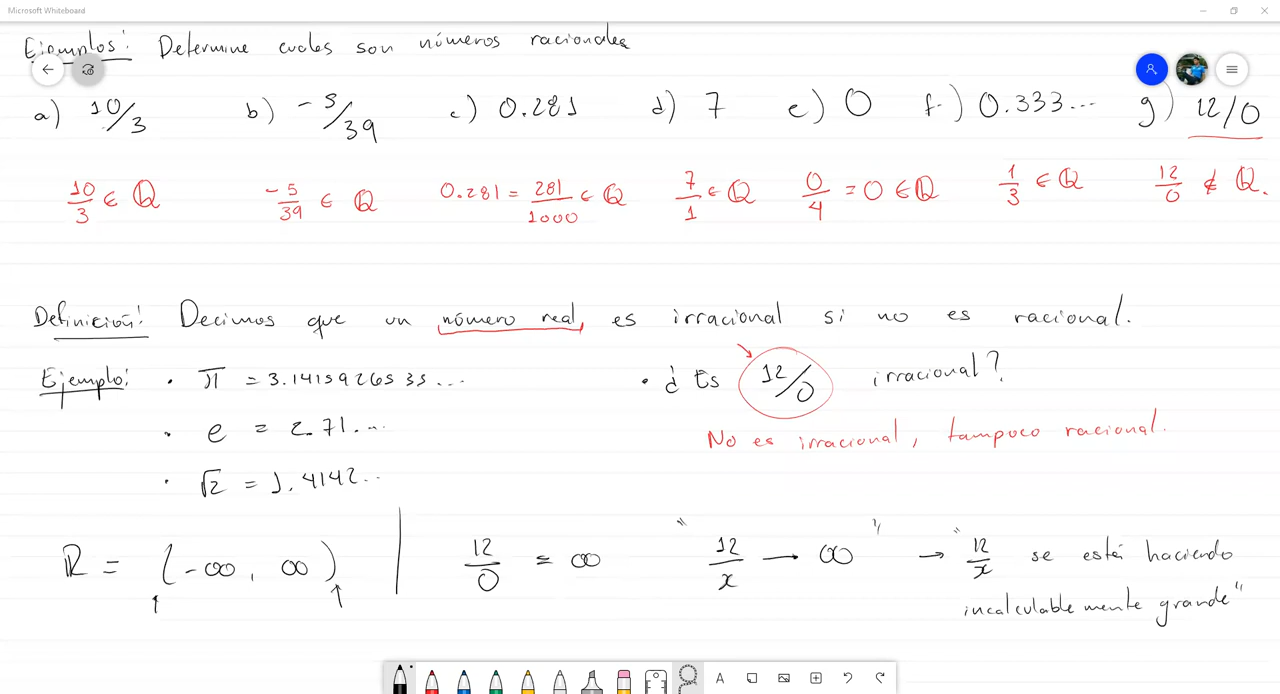 Microsoft Whiteboard
Ejemplos: Determine cuales son números racionales
a) 10/3 b) -5/39 c) 0.281 d) 7 e) 0 f.) 0.333... g) 12/0
10/3 ∈ ℚ -5/39 ∈ ℚ 0.281 = 281/1000 ∈ ℚ 7/1 ∈ ℚ 0/4 = 0 ∈ ℚ 1/3 ∈ ℚ 12/0 ∉ ℚ.
Definición: Decimos que un número real, es irracional si no es racional.
Ejemplo: • π = 3.1415926535... • ¿Es 12/0 irracional?
• e = 2.71... No es irracional, tampoco racional.
• √2 = 1.4142...
ℝ = (-∞, ∞) | 12/0 = ∞ "12/x → ∞" → "12/x se está haciendo
incalculablemente grande"
A